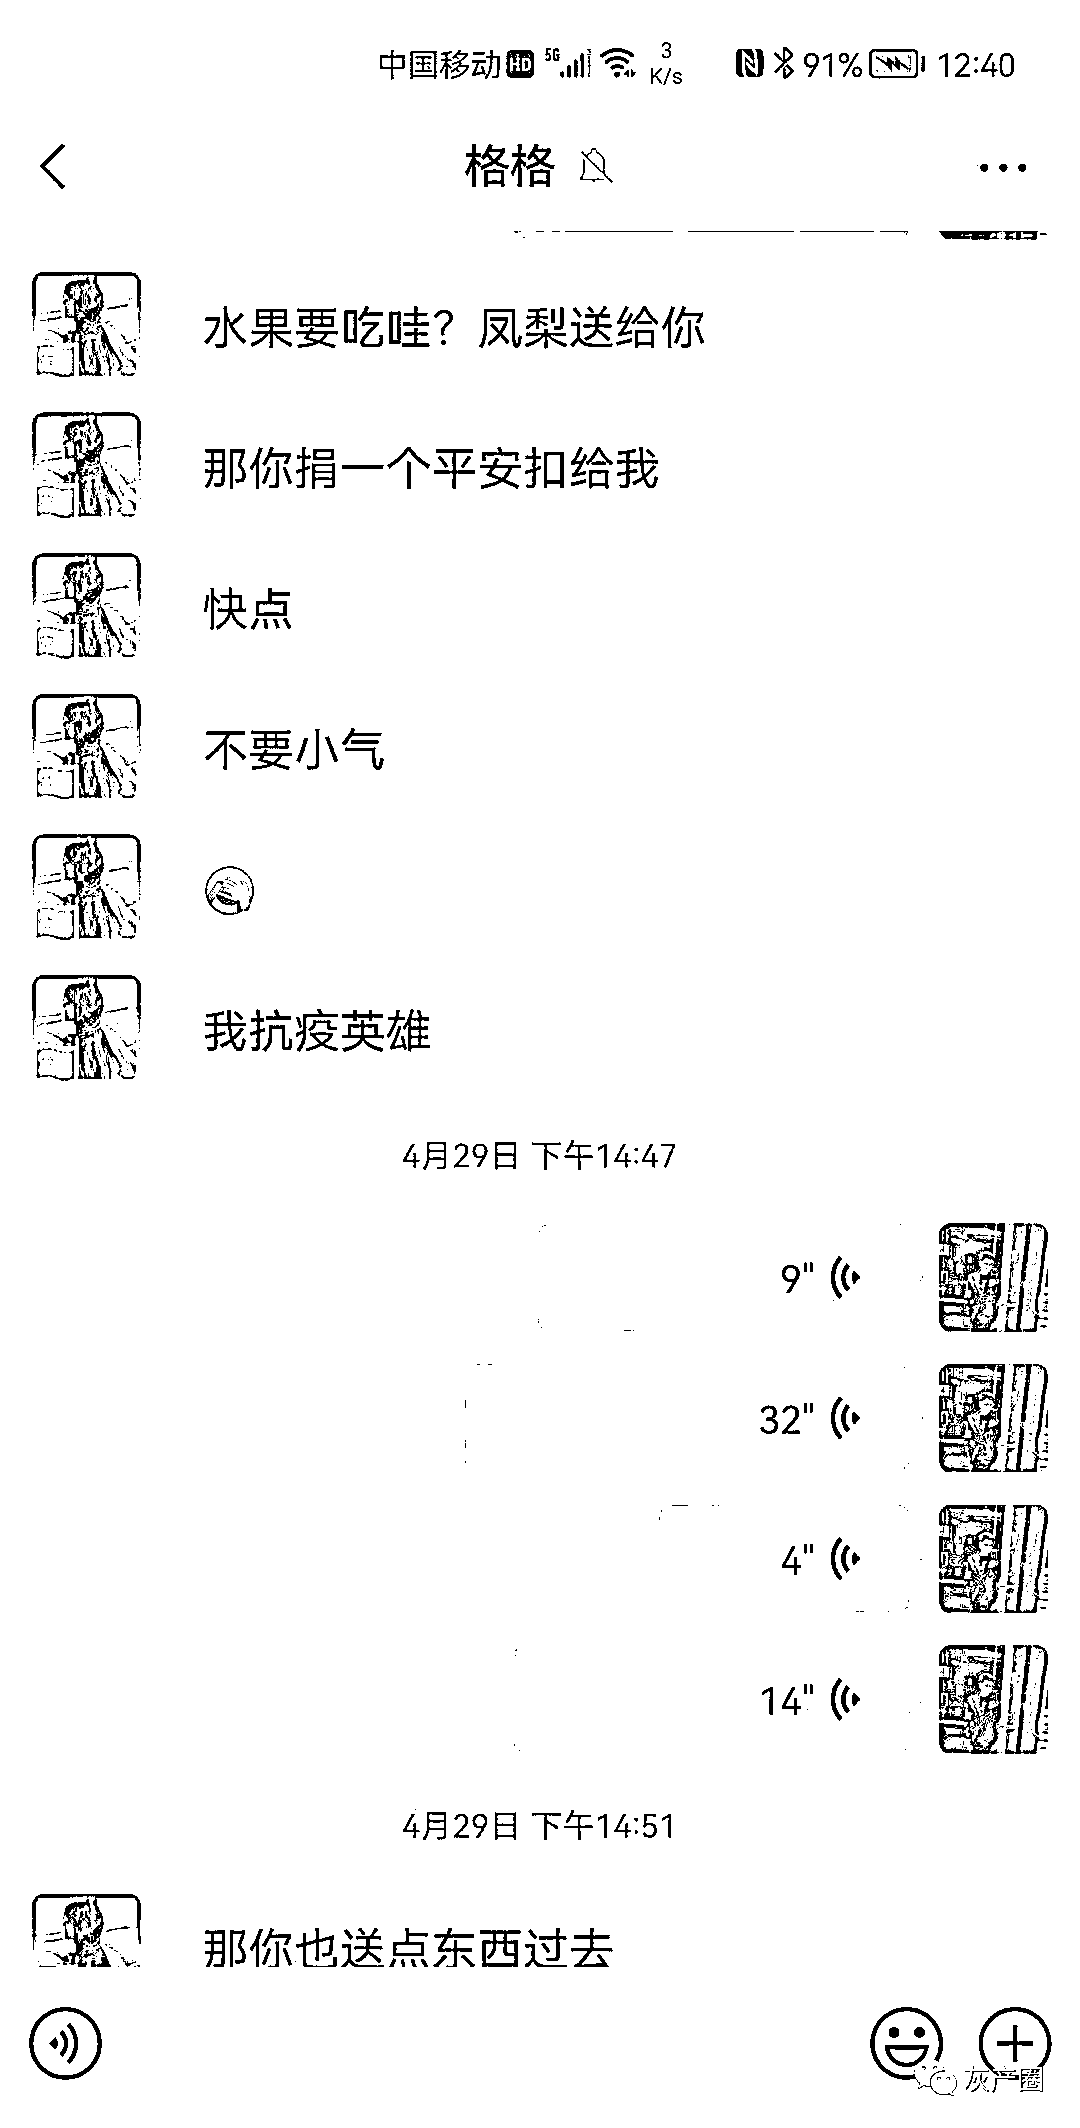 中国移动 HD 5G 3 K/s 91% 12:40
格格
水果要吃哇？凤梨送给你
那你捐一个平安扣给我
快点
不要小气
我抗疫英雄
4月29日 下午14:47
9"
32"
4"
14"
4月29日 下午14:51
那你也送点东西过去
灰产圈